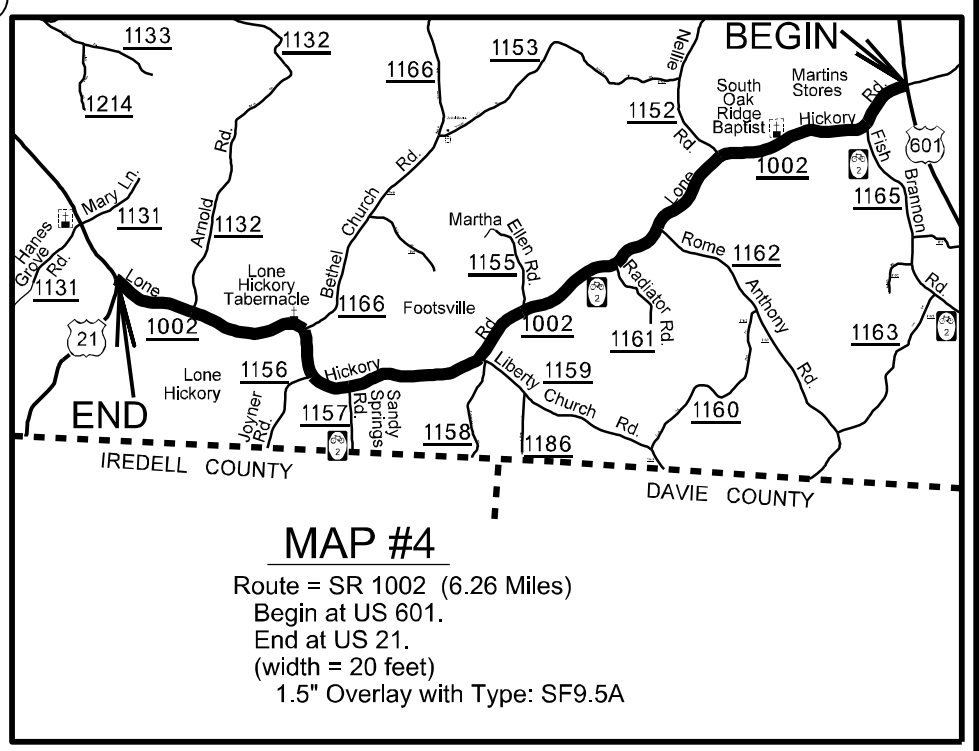 1133
1132
1153
Nellie
BEGIN
1166
1214
1152
Rd.
South
Oak
Ridge
Baptist
Martins
Stores
Hickory
Rd.
601
1002
2
Fish
Brannon
Rd.
1165
Mary Ln.
1131
Hanes
Grove
Rd.
1131
Arnold
Rd.
1132
Bethel
Church
Rd.
1166
Martha
Ellen Rd.
1155
Lone
Rome
1162
Anthony
Rd.
Lone
1002
Lone
Hickory
Tabernacle
Footsville
2
Radiator
Rd.
1161
1002
Rd
1163
2
21
Lone
Hickory
1156
Hickory
Joyner
Rd.
1157
Rd.
Sandy
Springs
2
1158
Liberty
Church
Rd.
1159
1186
1160
END
IREDELL COUNTY
DAVIE COUNTY
MAP #4
Route = SR 1002 (6.26 Miles)
Begin at US 601.
End at US 21.
(width = 20 feet)
1.5" Overlay with Type: SF9.5A